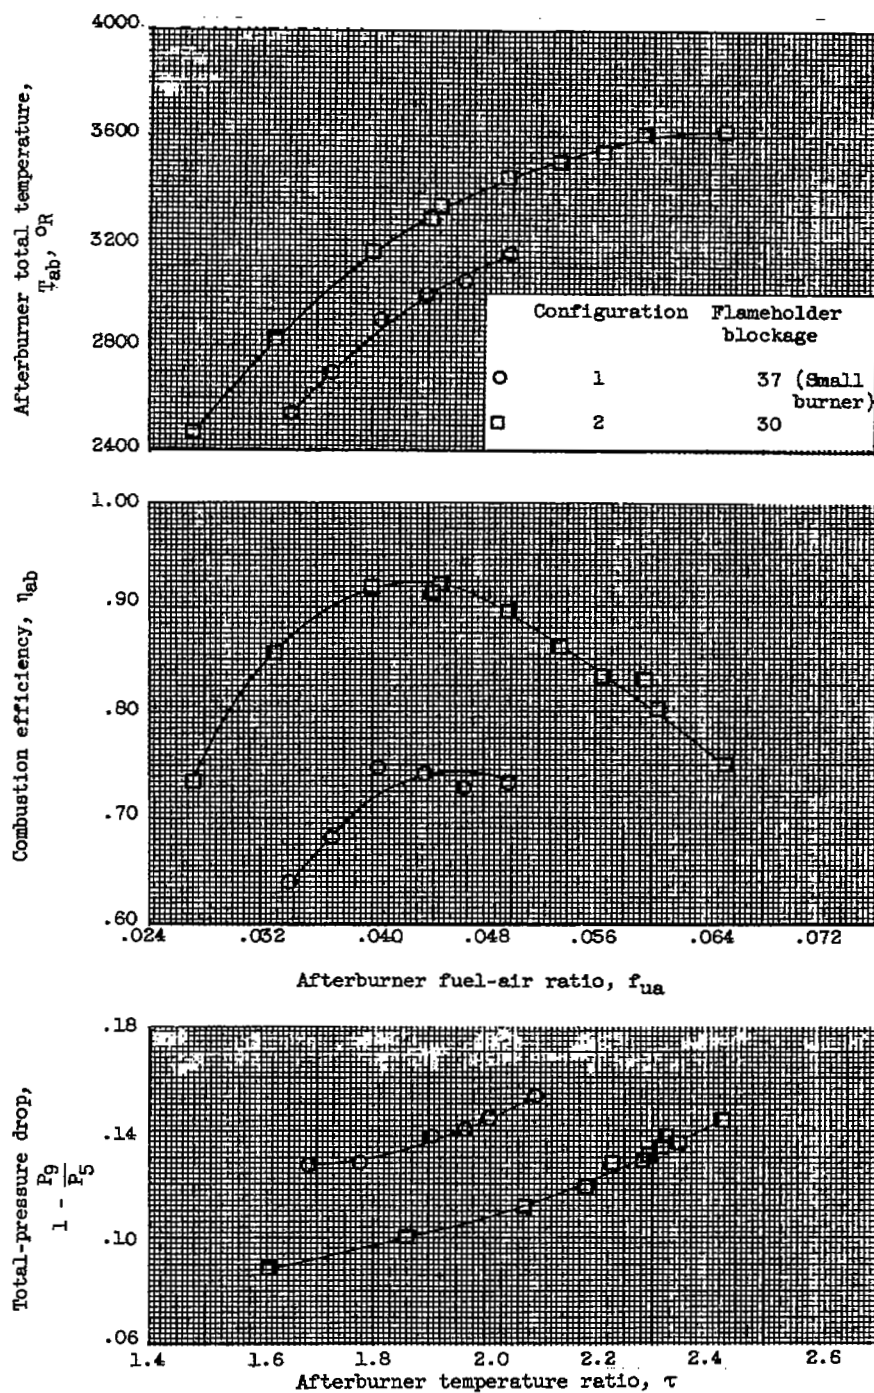 4000
3600
3200
2800
2400
Afterburner total temperature,
Tab, °R
Configuration Flameholder
blockage
1 37 (Small
burner)
2 30
1.00
.90
.80
.70
.60
Combustion efficiency, ηab
.024 .032 .040 .048 .056 .064 .072
Afterburner fuel-air ratio, fua
.18
.14
.10
.06
Total-pressure drop,
1 - P9/P5
1.4 1.6 1.8 2.0 2.2 2.4 2.6
Afterburner temperature ratio, τ